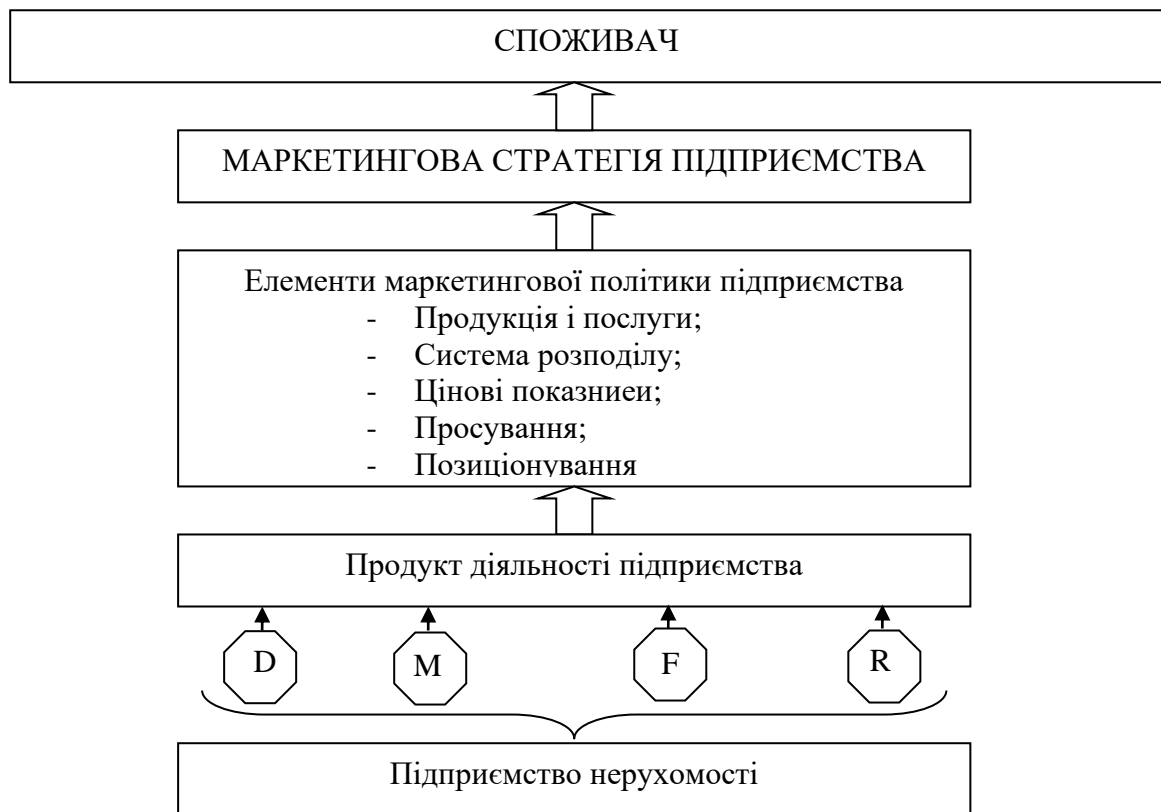 СПОЖИВАЧ
МАРКЕТИНГОВА СТРАТЕГІЯ ПІДПРИЄМСТВА
Елементи маркетингової політики підприємства
- Продукція і послуги;
- Система розподілу;
- Цінові показниеи;
- Просування;
- Позиціонування
Продукт діяльності підприємства
D M F R
Підприємство нерухомості